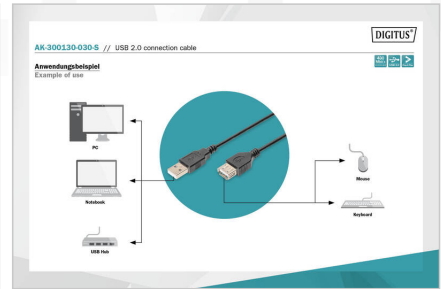 DIGITUS®
AK-300130-030-S // USB 2.0 connection cable
Anwendungsbeispiel
Example of use
PC
Notebook
USB Hub
Mouse
Keyboard